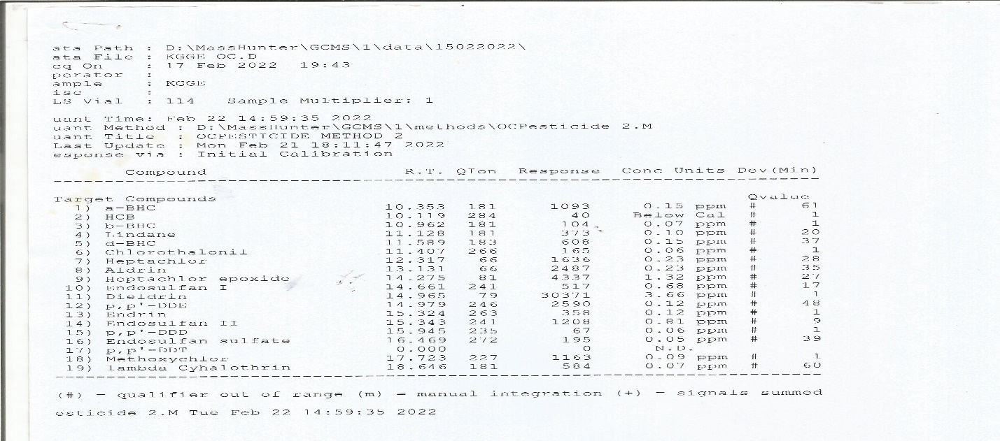 ata Path : D:\MassHunter\GCMS\1\data\15022022\
ata File : KGGE OC.D
cq On : 17 Feb 2022 19:43
perator :
ample : KGGE
isc :
LS Vial : 114 Sample Multiplier: 1
uant Time: Feb 22 14:59:35 2022
uant Method : D:\MassHunter\GCMS\1\methods\OCPesticide 2.M
uant Title : OCPESTICIDE METHOD 2
Last Update : Mon Feb 21 18:11:47 2022
esponse via : Initial Calibration
Compound R.T. QIon Response Conc Units Dev(Min)
Target Compounds Qvalue
1) a-BHC 10.353 181 1093 0.15 ppm # 61
2) HCB 10.119 284 40 Below Cal # 1
3) b-BHC 10.962 181 104 0.07 ppm # 1
4) Lindane 11.128 181 373 0.10 ppm # 20
5) d-BHC 11.589 183 608 0.15 ppm # 37
6) Chlorothalonil 11.407 266 165 0.06 ppm # 1
7) Heptachlor 12.317 66 1636 0.23 ppm # 28
8) Aldrin 13.131 66 2487 0.23 ppm # 35
9) Heptachlor epoxide 14.275 81 4337 1.32 ppm # 27
10) Endosulfan I 14.661 241 517 0.68 ppm # 17
11) Dieldrin 14.965 79 30371 3.66 ppm # 1
12) p,p'-DDE 14.979 246 2590 0.12 ppm # 48
13) Endrin 15.324 263 358 0.12 ppm # 1
14) Endosulfan II 15.343 241 1208 0.81 ppm # 9
15) p,p'-DDD 15.945 235 67 0.06 ppm # 1
16) Endosulfan sulfate 16.469 272 195 0.05 ppm # 39
17) p,p'-DDT 0.000 0 N.D.
18) Methoxychlor 17.723 227 1163 0.09 ppm # 1
19) lambda Cyhalothrin 18.646 181 584 0.07 ppm # 60
(#) = qualifier out of range (m) = manual integration (+) = signals summed
esticide 2.M Tue Feb 22 14:59:35 2022